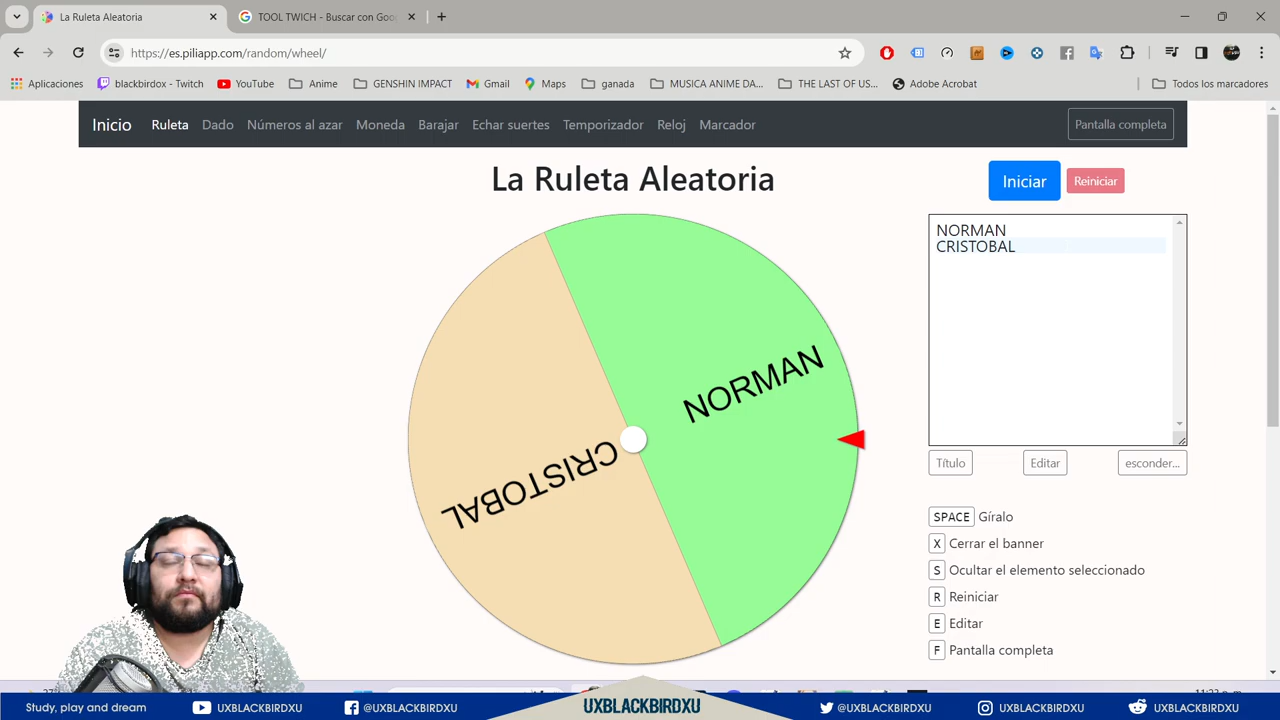 La Ruleta Aleatoria
TOOL TWICH - Buscar con Goo
https://es.piliapp.com/random/wheel/
Aplicaciones
blackbirdox - Twitch
YouTube
Anime
GENSHIN IMPACT
Gmail
Maps
ganada
MUSICA ANIME DA...
THE LAST OF US...
Adobe Acrobat
Todos los marcadores
Inicio Ruleta Dado Números al azar Moneda Barajar Echar suertes Temporizador Reloj Marcador Pantalla completa
La Ruleta Aleatoria
Iniciar Reiniciar
NORMAN
CRISTOBAL
NORMAN
CRISTOBAL
Título Editar esconder...
SPACE Gíralo
X Cerrar el banner
S Ocultar el elemento seleccionado
R Reiniciar
E Editar
F Pantalla completa
Study, play and dream
UXBLACKBIRDXU
@UXBLACKBIRDXU
UXBLACKBIRDXU
@UXBLACKBIRDXU
UXBLACKBIRDXU
UXBLACKBIRDXU